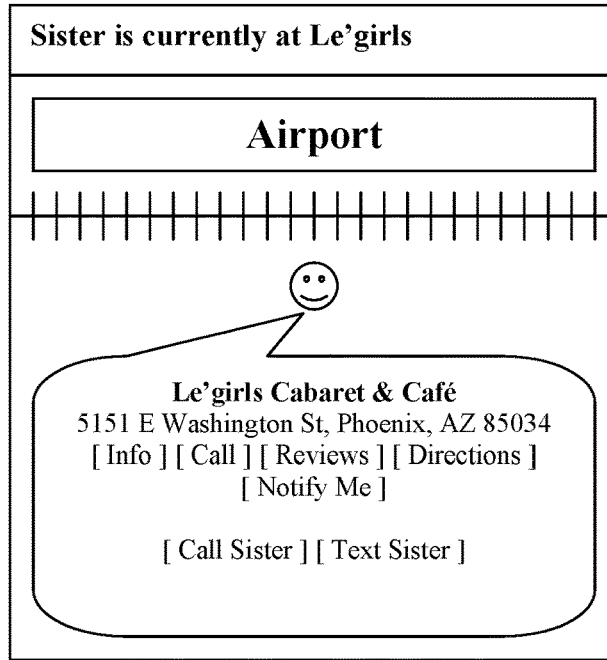 Sister is currently at Le'girls
Airport
Le'girls Cabaret & Café
5151 E Washington St, Phoenix, AZ 85034
[ Info ] [ Call ] [ Reviews ] [ Directions ]
[ Notify Me ]
[ Call Sister ] [ Text Sister ]